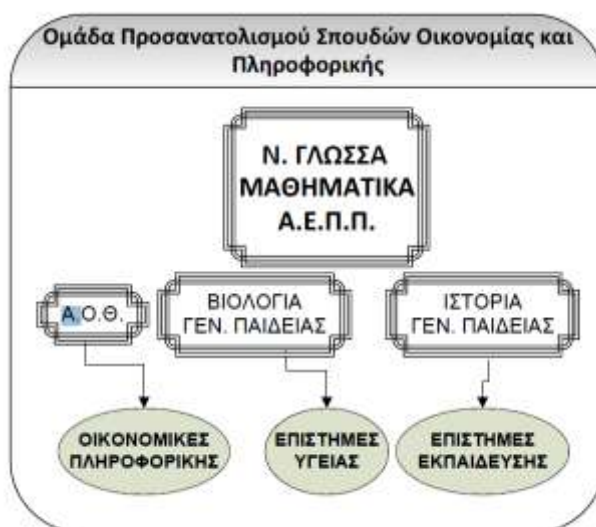 Ομάδα Προσανατολισμού Σπουδών Οικονομίας και
Πληροφορικής
Ν. ΓΛΩΣΣΑ
ΜΑΘΗΜΑΤΙΚΑ
Α.Ε.Π.Π.
Α.Ο.Θ.
ΒΙΟΛΟΓΙΑ
ΓΕΝ. ΠΑΙΔΕΙΑΣ
ΙΣΤΟΡΙΑ
ΓΕΝ. ΠΑΙΔΕΙΑΣ
ΟΙΚΟΝΟΜΙΚΕΣ
ΠΛΗΡΟΦΟΡΙΚΗΣ
ΕΠΙΣΤΗΜΕΣ
ΥΓΕΙΑΣ
ΕΠΙΣΤΗΜΕΣ
ΕΚΠΑΙΔΕΥΣΗΣ